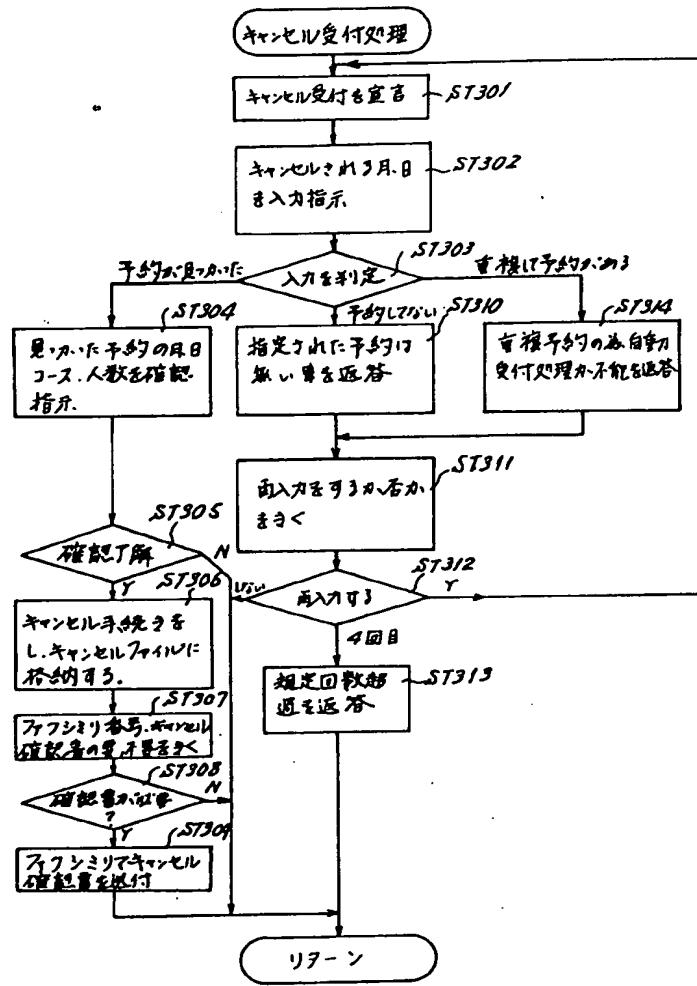 キャンセル受付処理
キャンセル受付を宣言
ST301
キャンセルされる月、日
を入力指示.
ST302
入力を判定
ST303
予約が見つかった
予約してない
重複して予約がある
ST304
見つかった予約の月日
コース、人数を確認
指示.
ST310
指定された予約は
無い事を返答
ST314
重複予約の為、自動
受付処理が不能を返答
ST311
再入力をするか、否か
をきく
ST305
確認了解
N
Y
ST312
再入力する
しない
Y
4回目
ST306
キャンセル手続きを
し、キャンセルファイルに
格納する.
ST313
規定回数超
過を返答
ST307
ファクシミリ番号、キャンセル
確認書の要、不要をきく
ST308
確認書が必要
?
N
Y
ST309
ファクシミリでキャンセル
確認書を送付
リターン